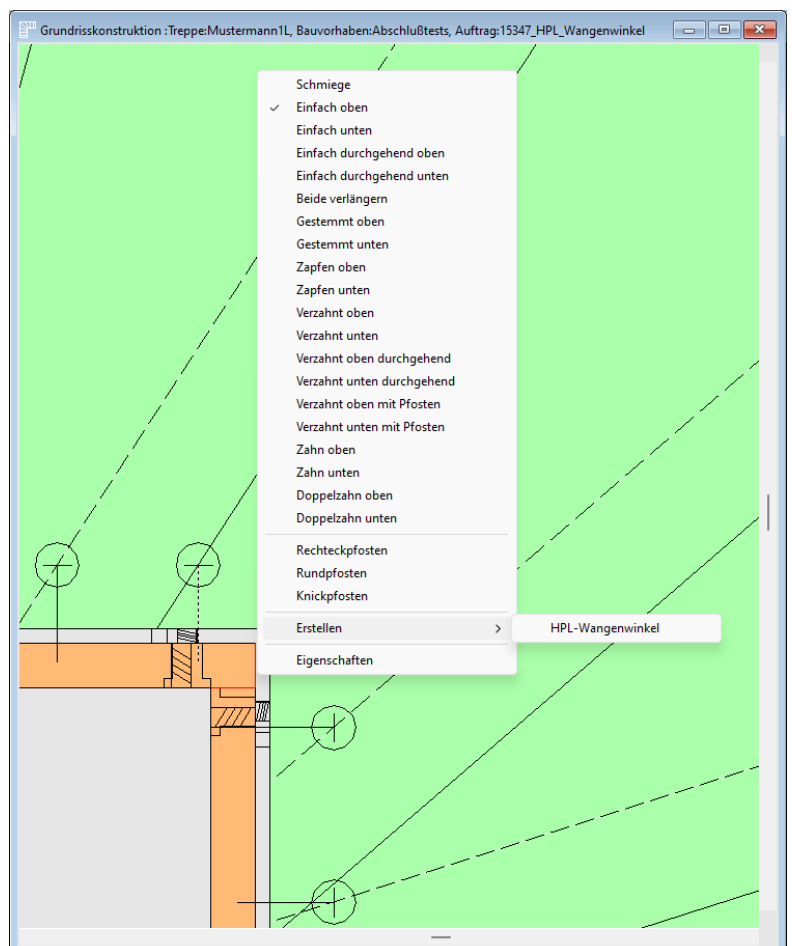 Grundrisskonstruktion :Treppe:Mustermann1L, Bauvorhaben:Abschlußtests, Auftrag:15347_HPL_Wangenwinkel
Schmiege
Einfach oben
Einfach unten
Einfach durchgehend oben
Einfach durchgehend unten
Beide verlängern
Gestemmt oben
Gestemmt unten
Zapfen oben
Zapfen unten
Verzahnt oben
Verzahnt unten
Verzahnt oben durchgehend
Verzahnt unten durchgehend
Verzahnt oben mit Pfosten
Verzahnt unten mit Pfosten
Zahn oben
Zahn unten
Doppelzahn oben
Doppelzahn unten
Rechteckpfosten
Rundpfosten
Knickpfosten
Erstellen
HPL-Wangenwinkel
Eigenschaften